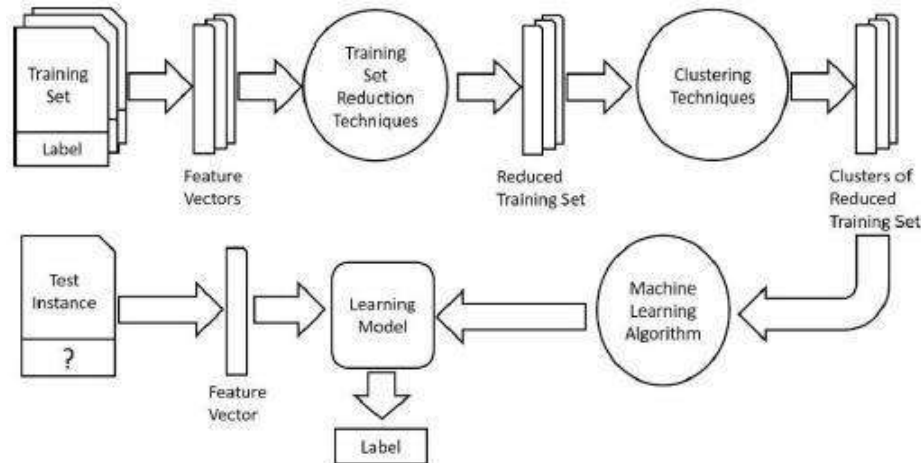 Training
Set
Label
Feature
Vectors
Training
Set
Reduction
Techniques
Reduced
Training Set
Clustering
Techniques
Clusters of
Reduced
Training Set
Test
Instance
?
Feature
Vector
Learning
Model
Label
Machine
Learning
Algorithm